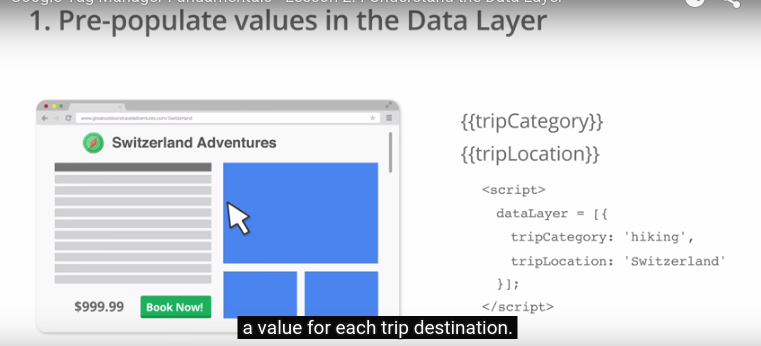 Google Tag Manager Fundamentals - Lesson 2.4 Understand the Data Layer
1. Pre-populate values in the Data Layer
www.greatoutdoorstraveladventures.com/Switzerland
Switzerland Adventures
$999.99
Book Now!
{{tripCategory}}
{{tripLocation}}
<script>
dataLayer = [{
tripCategory: 'hiking',
tripLocation: 'Switzerland'
}];
</script>
a value for each trip destination.